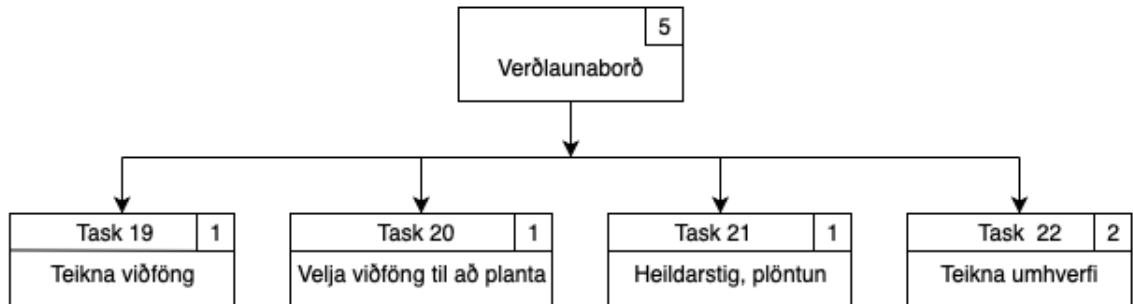 5
Verðlaunaborð
Task 19 1
Task 20 1
Task 21 1
Task 22 2
Teikna viðföng
Velja viðföng til að planta
Heildarstig, plöntun
Teikna umhverfi